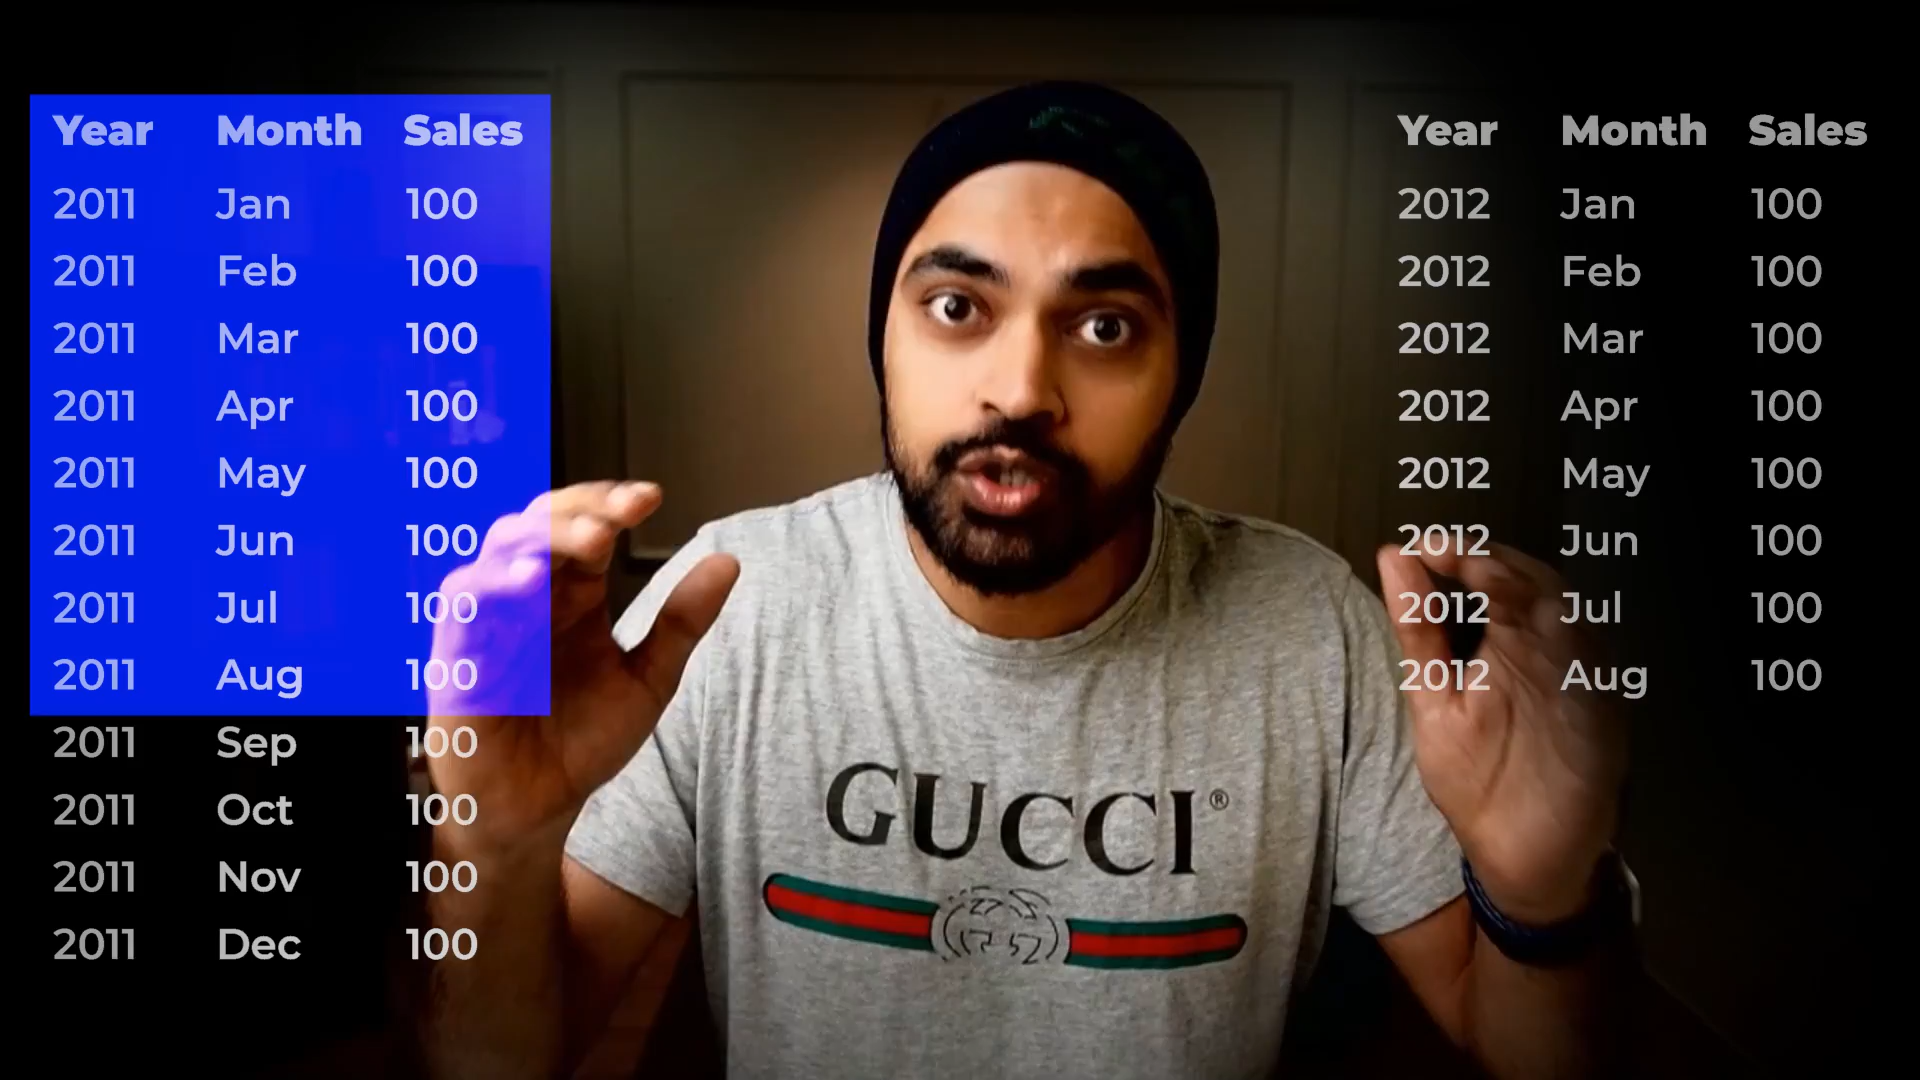 Year Month Sales
2011 Jan 100
2011 Feb 100
2011 Mar 100
2011 Apr 100
2011 May 100
2011 Jun 100
2011 Jul 100
2011 Aug 100
2011 Sep 100
2011 Oct 100
2011 Nov 100
2011 Dec 100
Year Month Sales
2012 Jan 100
2012 Feb 100
2012 Mar 100
2012 Apr 100
2012 May 100
2012 Jun 100
2012 Jul 100
2012 Aug 100
GUCCI®